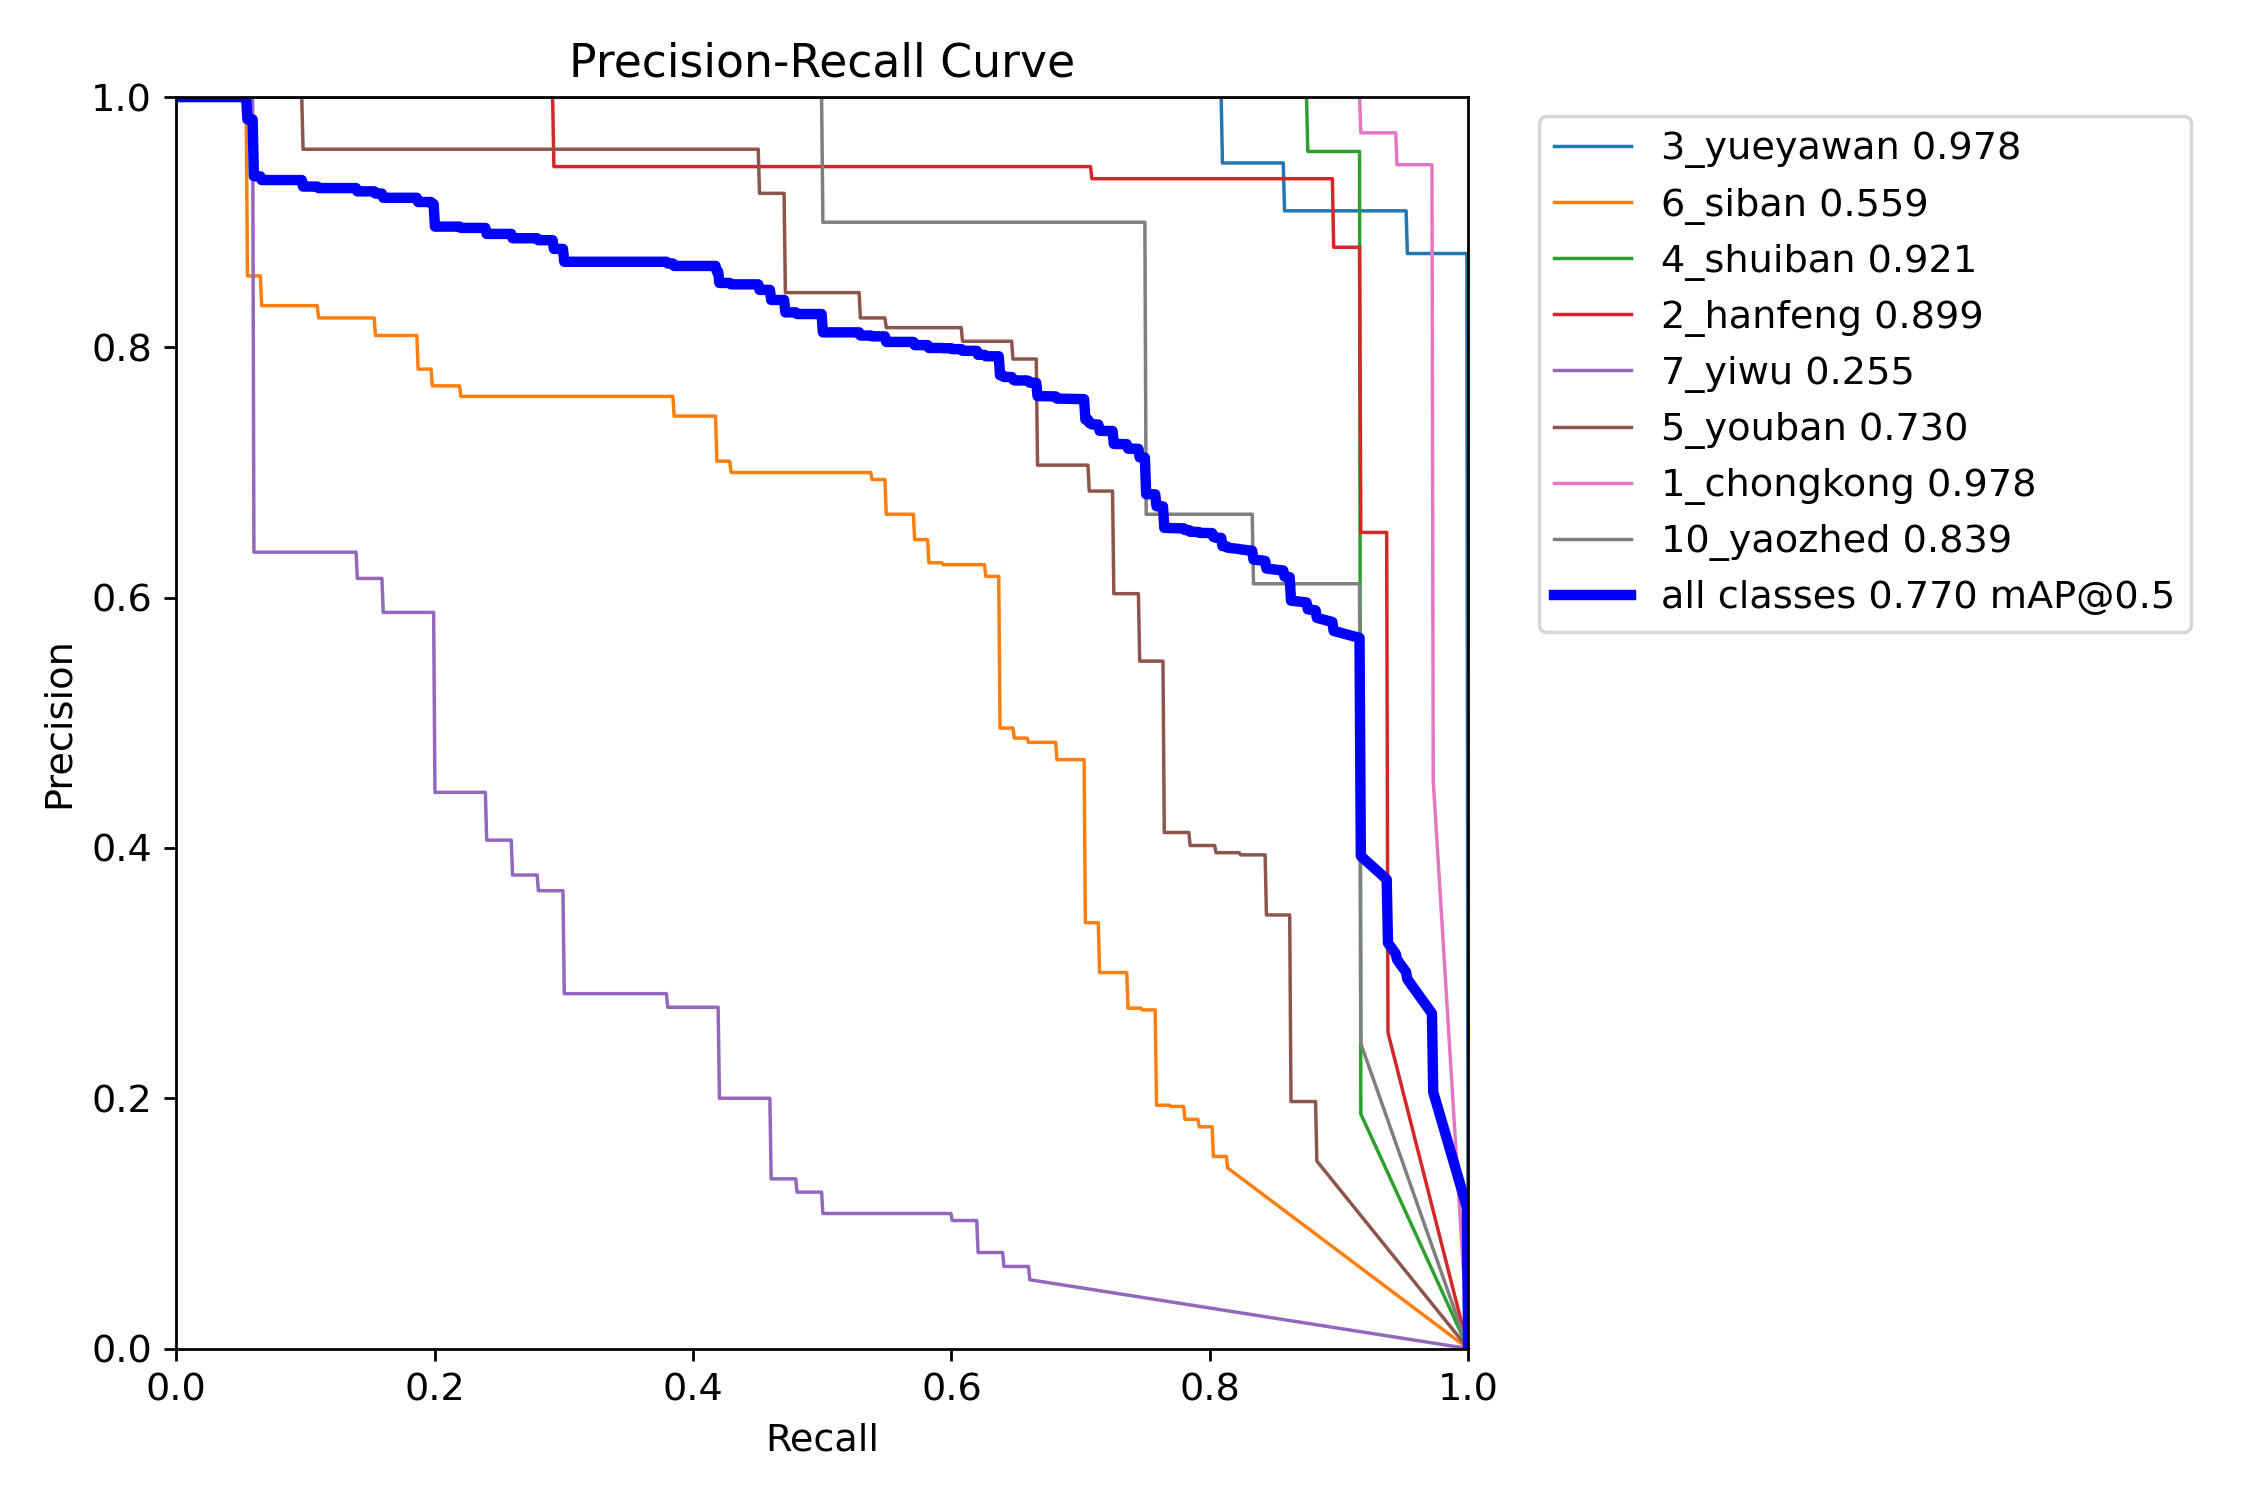 Precision-Recall Curve
1.0
0.8
0.6
0.4
0.2
0.0
Precision
0.0 0.2 0.4 0.6 0.8 1.0
Recall
3_yueyawan 0.978
6_siban 0.559
4_shuiban 0.921
2_hanfeng 0.899
7_yiwu 0.255
5_youban 0.730
1_chongkong 0.978
10_yaozhed 0.839
all classes 0.770 mAP@0.5